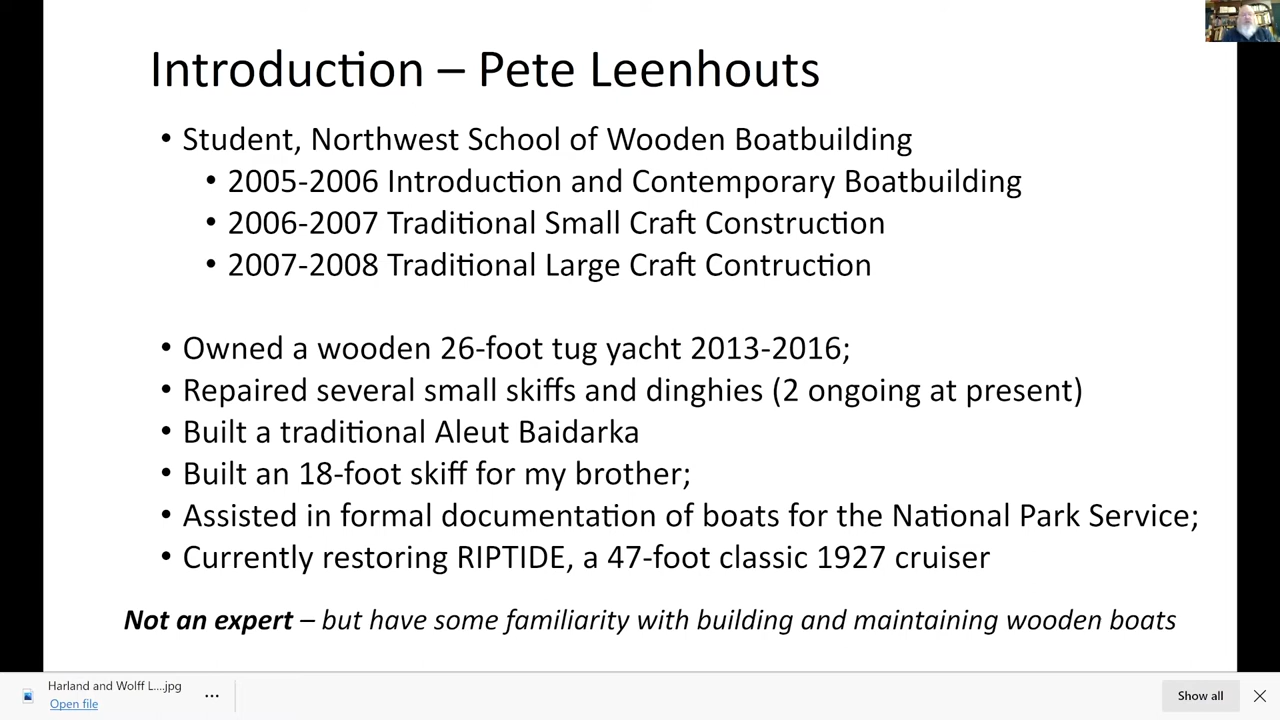 Introduction – Pete Leenhouts
• Student, Northwest School of Wooden Boatbuilding
• 2005-2006 Introduction and Contemporary Boatbuilding
• 2006-2007 Traditional Small Craft Construction
• 2007-2008 Traditional Large Craft Contruction
• Owned a wooden 26-foot tug yacht 2013-2016;
• Repaired several small skiffs and dinghies (2 ongoing at present)
• Built a traditional Aleut Baidarka
• Built an 18-foot skiff for my brother;
• Assisted in formal documentation of boats for the National Park Service;
• Currently restoring RIPTIDE, a 47-foot classic 1927 cruiser
Not an expert – but have some familiarity with building and maintaining wooden boats
Harland and Wolff L....jpg
Open file
Show all